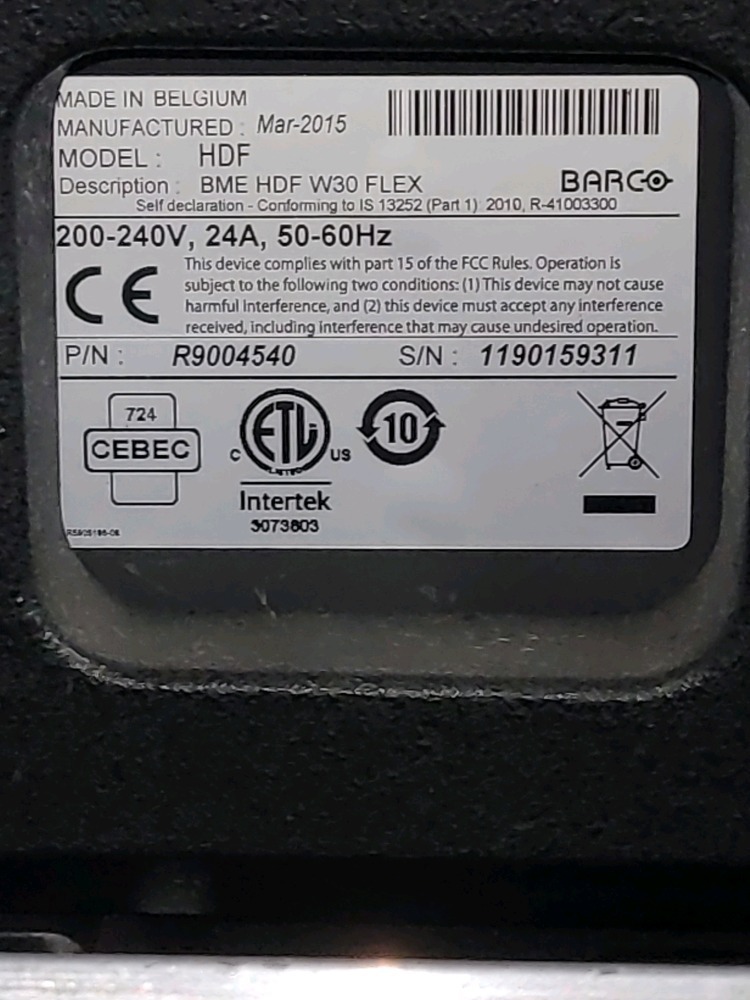 MADE IN BELGIUM
MANUFACTURED : Mar-2015
MODEL : HDF
Description : BME HDF W30 FLEX
BARCO
Self declaration - Conforming to IS 13252 (Part 1): 2010, R-41003300
200-240V, 24A, 50-60Hz
CE
This device complies with part 15 of the FCC Rules. Operation is
subject to the following two conditions: (1) This device may not cause
harmful interference, and (2) this device must accept any interference
received, including interference that may cause undesired operation.
P/N : R9004540 S/N : 1190159311
724
CEBEC
C ETL US
LISTED
Intertek
3073803
10